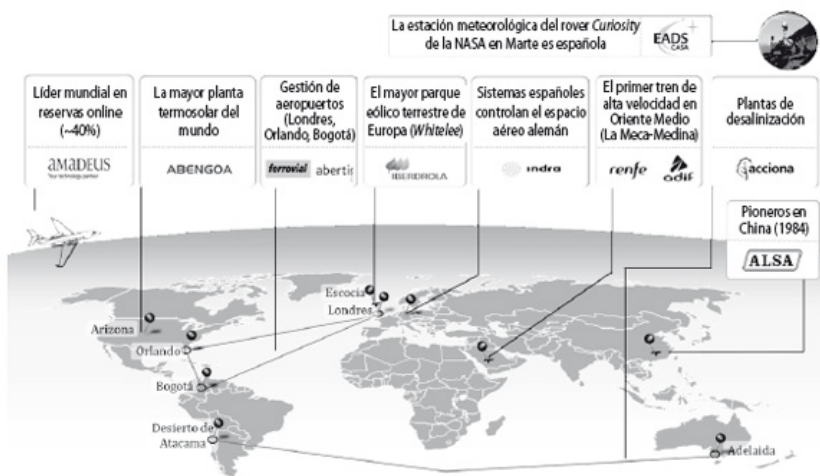 La estación meteorológica del rover Curiosity
de la NASA en Marte es española
EADS
CASA
Líder mundial en
reservas online
(~40%)
amadeus
Your technology partner
La mayor planta
termosolar del
mundo
ABENGOA
Gestión de
aeropuertos
(Londres,
Orlando, Bogotá)
ferrovial abertis
El mayor parque
eólico terrestre de
Europa (Whitelee)
IBERDROLA
Sistemas españoles
controlan el espacio
aéreo alemán
indra
El primer tren de
alta velocidad en
Oriente Medio
(La Meca-Medina)
renfe adif
Plantas de
desalinización
acciona
Pioneros en
China (1984)
ALSA
Escocia
Londres
Arizona
Orlando
Bogotá
Desierto de
Atacama
Adelaida